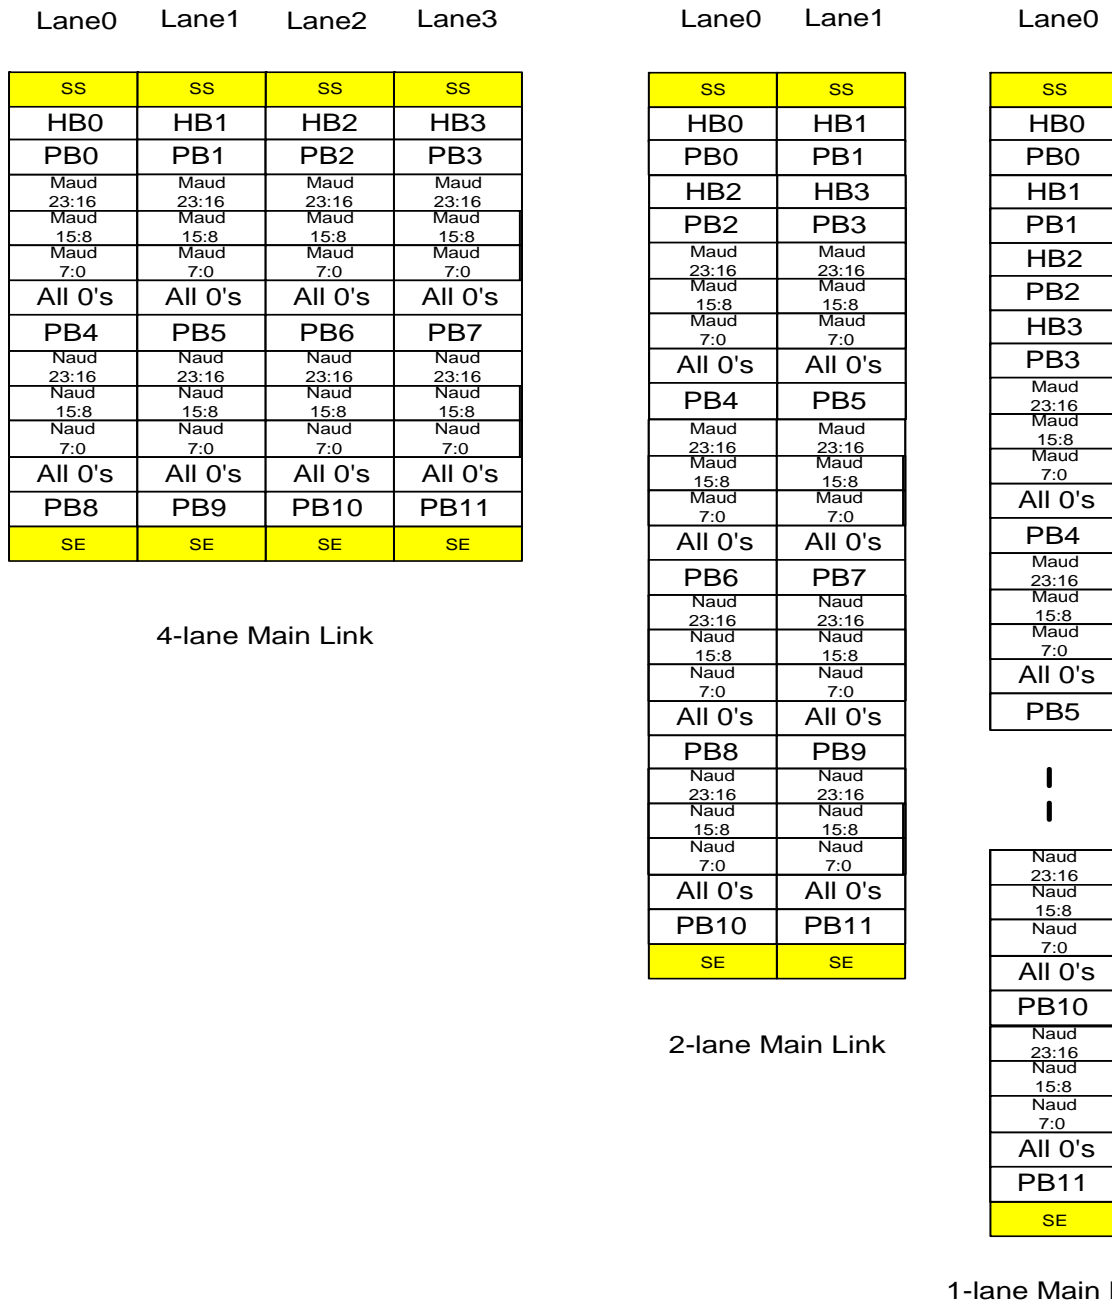 Lane0 Lane1 Lane2 Lane3
SS SS SS SS
HB0 HB1 HB2 HB3
PB0 PB1 PB2 PB3
Maud Maud Maud Maud
23:16 23:16 23:16 23:16
Maud Maud Maud Maud
15:8 15:8 15:8 15:8
Maud Maud Maud Maud
7:0 7:0 7:0 7:0
All 0's All 0's All 0's All 0's
PB4 PB5 PB6 PB7
Naud Naud Naud Naud
23:16 23:16 23:16 23:16
Naud Naud Naud Naud
15:8 15:8 15:8 15:8
Naud Naud Naud Naud
7:0 7:0 7:0 7:0
All 0's All 0's All 0's All 0's
PB8 PB9 PB10 PB11
SE SE SE SE
4-lane Main Link
Lane0 Lane1
SS SS
HB0 HB1
PB0 PB1
HB2 HB3
PB2 PB3
Maud Maud
23:16 23:16
Maud Maud
15:8 15:8
Maud Maud
7:0 7:0
All 0's All 0's
PB4 PB5
Maud Maud
23:16 23:16
Maud Maud
15:8 15:8
Maud Maud
7:0 7:0
All 0's All 0's
PB6 PB7
Naud Naud
23:16 23:16
Naud Naud
15:8 15:8
Naud Naud
7:0 7:0
All 0's All 0's
PB8 PB9
Naud Naud
23:16 23:16
Naud Naud
15:8 15:8
Naud Naud
7:0 7:0
All 0's All 0's
PB10 PB11
SE SE
2-lane Main Link
Lane0
SS
HB0
PB0
HB1
PB1
HB2
PB2
HB3
PB3
Maud
23:16
Maud
15:8
Maud
7:0
All 0's
PB4
Maud
23:16
Maud
15:8
Maud
7:0
All 0's
PB5
Naud
23:16
Naud
15:8
Naud
7:0
All 0's
PB10
Naud
23:16
Naud
15:8
Naud
7:0
All 0's
PB11
SE
1-lane Main